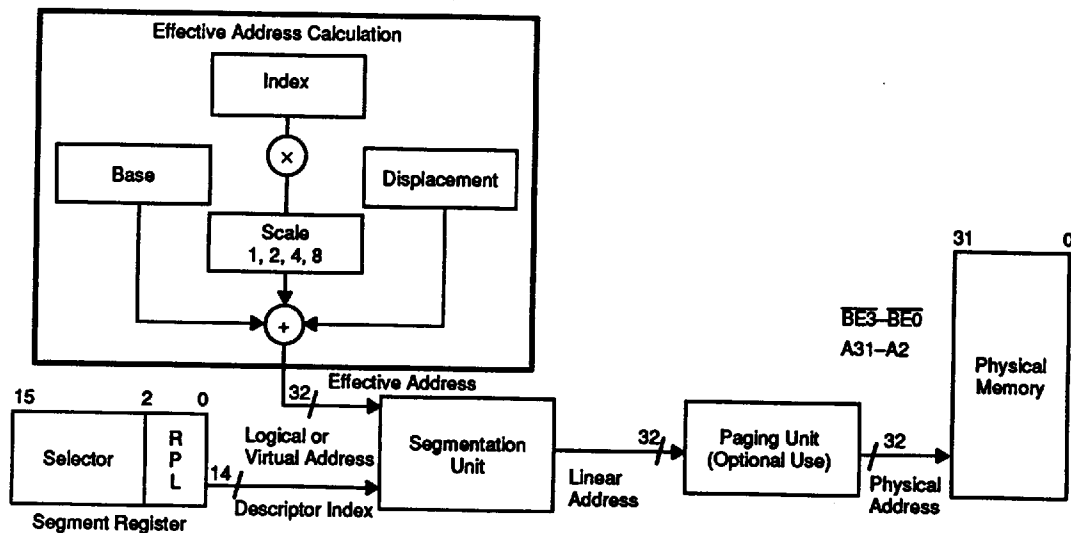 Effective Address Calculation
Index
×
Base
Displacement
Scale
1, 2, 4, 8
+
31 0
B̅E̅3̅–B̅E̅0̅
A31–A2
Physical
Memory
Effective Address
32
15 2 0
Selector
R
P
L
Segment Register
Logical or
Virtual Address
14
Descriptor Index
Segmentation
Unit
32
Linear
Address
Paging Unit
(Optional Use)
32
Physical
Address